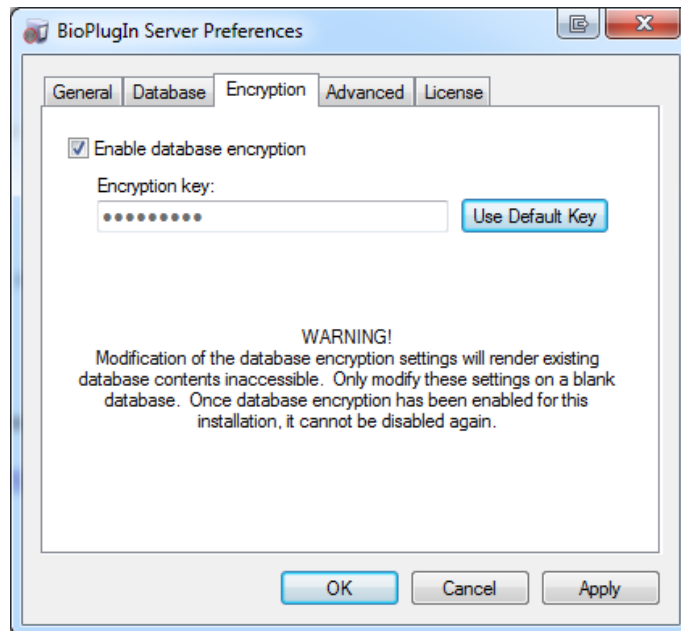 BioPlugIn Server Preferences
General Database Encryption Advanced License
Enable database encryption
Encryption key:
●●●●●●●●● Use Default Key
WARNING!
Modification of the database encryption settings will render existing
database contents inaccessible.  Only modify these settings on a blank
database.  Once database encryption has been enabled for this
installation, it cannot be disabled again.
OK Cancel Apply